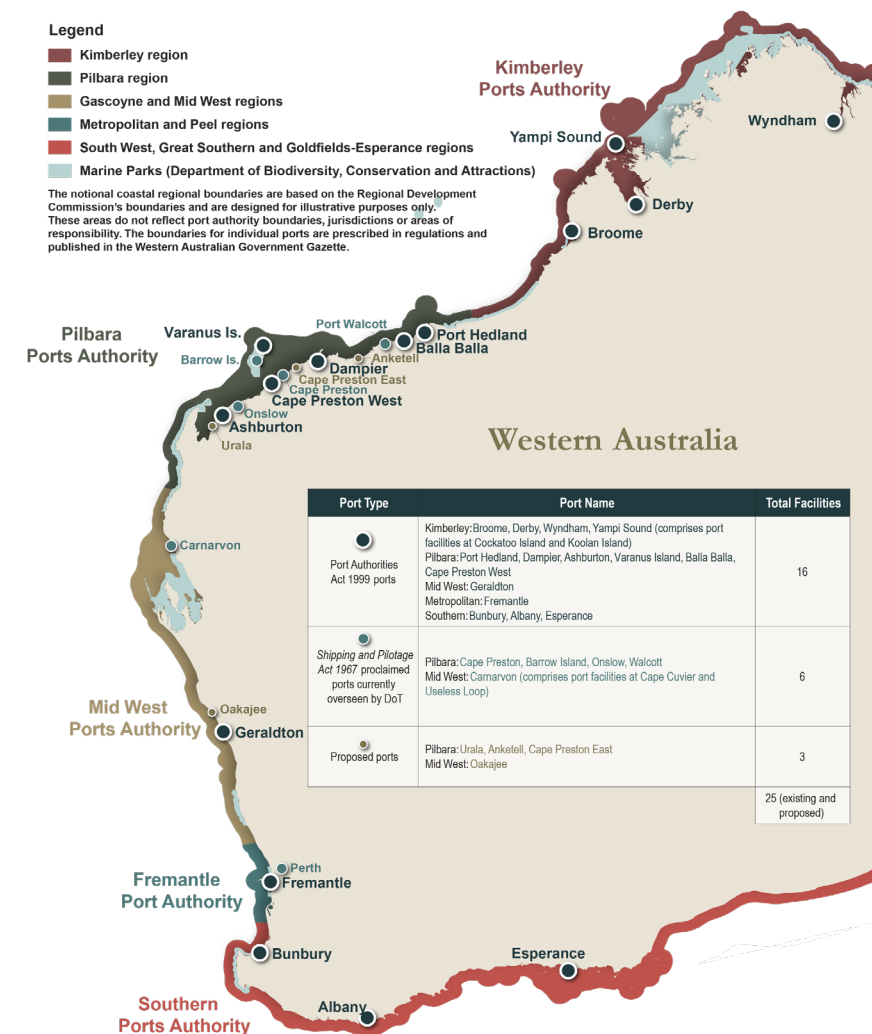 Legend
Kimberley region
Pilbara region
Gascoyne and Mid West regions
Metropolitan and Peel regions
South West, Great Southern and Goldfields-Esperance regions
Marine Parks (Department of Biodiversity, Conservation and Attractions)
The notional coastal regional boundaries are based on the Regional Development
Commission's boundaries and are designed for illustrative purposes only.
These areas do not reflect port authority boundaries, jurisdictions or areas of
responsibility. The boundaries for individual ports are prescribed in regulations and
published in the Western Australian Government Gazette.
Kimberley
Ports Authority
Wyndham
Yampi Sound
Derby
Broome
Pilbara
Ports Authority
Varanus Is.
Port Walcott
Port Hedland
Balla Balla
Barrow Is.
Anketell
Dampier
Cape Preston East
Cape Preston
Cape Preston West
Onslow
Ashburton
Urala
Western Australia
Carnarvon
Mid West
Ports Authority
Oakajee
Geraldton
Fremantle
Port Authority
Perth
Fremantle
Bunbury
Esperance
Albany
Southern
Ports Authority
Port Type
Port Name
Total Facilities
Port Authorities
Act 1999 ports
Kimberley: Broome, Derby, Wyndham, Yampi Sound (comprises port
facilities at Cockatoo Island and Koolan Island)
Pilbara: Port Hedland, Dampier, Ashburton, Varanus Island, Balla Balla,
Cape Preston West
Mid West: Geraldton
Metropolitan: Fremantle
Southern: Bunbury, Albany, Esperance
16
Shipping and Pilotage
Act 1967 proclaimed
ports currently
overseen by DoT
Pilbara: Cape Preston, Barrow Island, Onslow, Walcott
Mid West: Carnarvon (comprises port facilities at Cape Cuvier and
Useless Loop)
6
Proposed ports
Pilbara: Urala, Anketell, Cape Preston East
Mid West: Oakajee
3
25 (existing and
proposed)